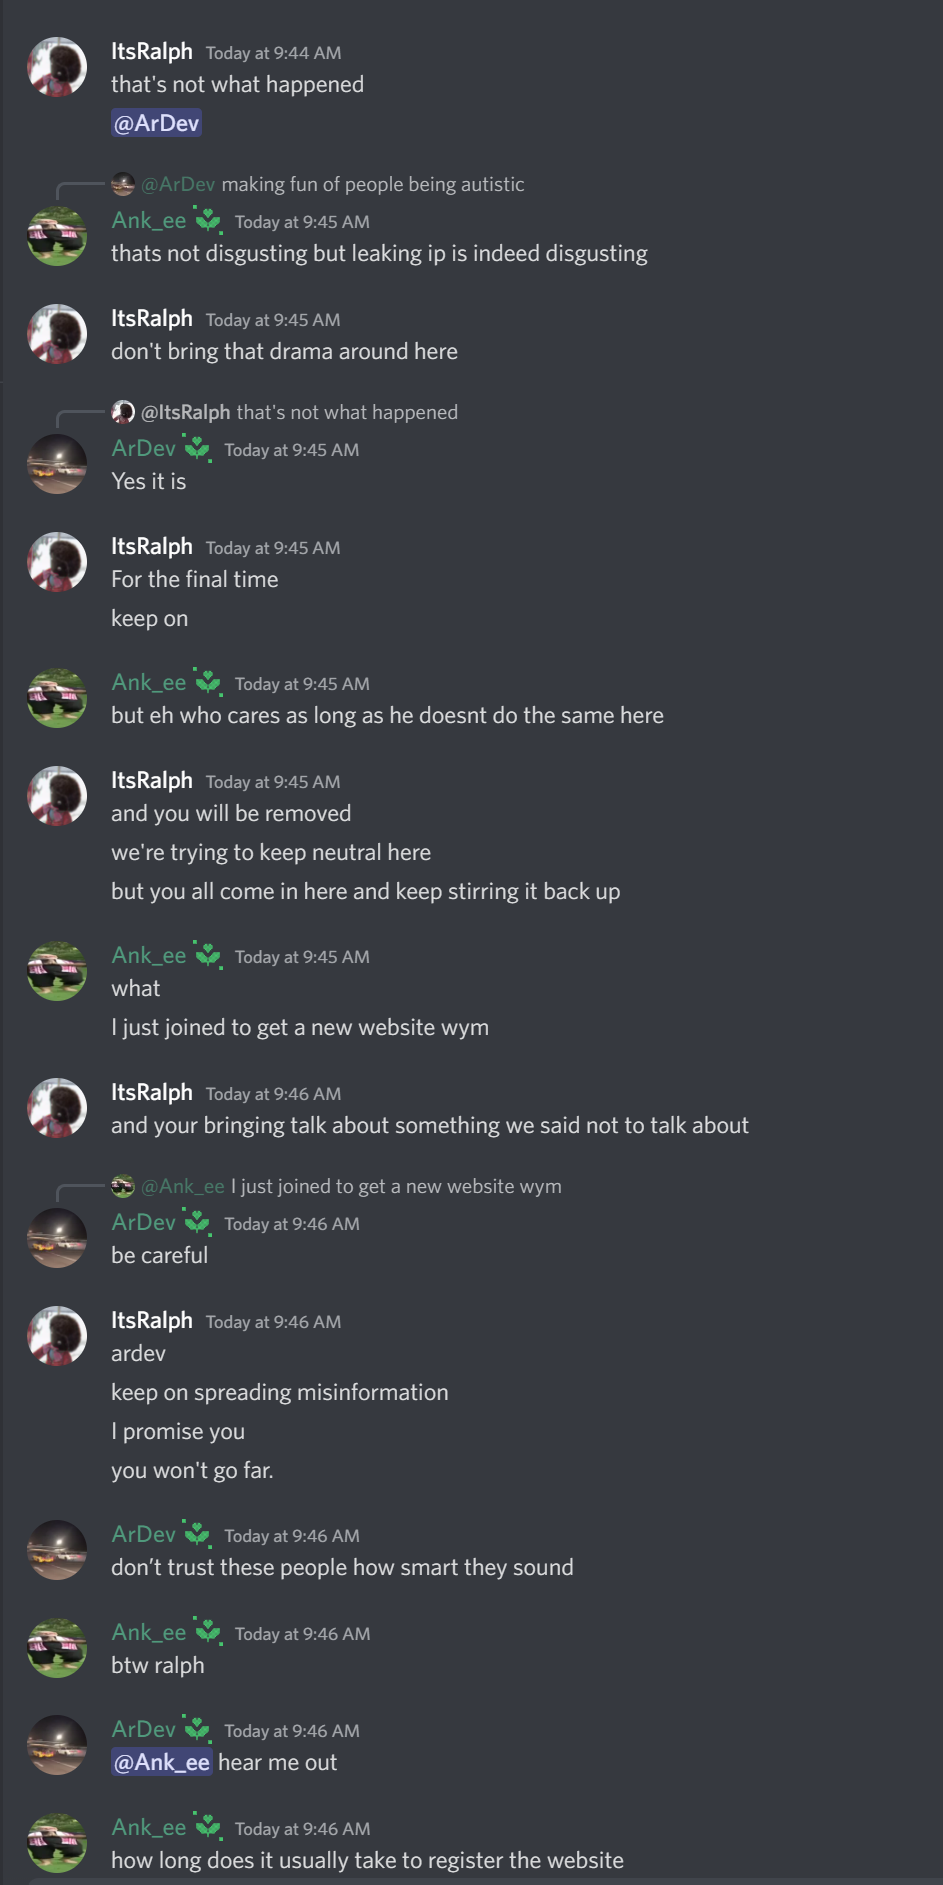 ItsRalph Today at 9:44 AM
that's not what happened
@ArDev
@ArDev making fun of people being autistic
Ank_ee Today at 9:45 AM
thats not disgusting but leaking ip is indeed disgusting
ItsRalph Today at 9:45 AM
don't bring that drama around here
@ItsRalph that's not what happened
ArDev Today at 9:45 AM
Yes it is
ItsRalph Today at 9:45 AM
For the final time
keep on
Ank_ee Today at 9:45 AM
but eh who cares as long as he doesnt do the same here
ItsRalph Today at 9:45 AM
and you will be removed
we're trying to keep neutral here
but you all come in here and keep stirring it back up
Ank_ee Today at 9:45 AM
what
I just joined to get a new website wym
ItsRalph Today at 9:46 AM
and your bringing talk about something we said not to talk about
@Ank_ee I just joined to get a new website wym
ArDev Today at 9:46 AM
be careful
ItsRalph Today at 9:46 AM
ardev
keep on spreading misinformation
I promise you
you won't go far.
ArDev Today at 9:46 AM
don’t trust these people how smart they sound
Ank_ee Today at 9:46 AM
btw ralph
ArDev Today at 9:46 AM
@Ank_ee hear me out
Ank_ee Today at 9:46 AM
how long does it usually take to register the website